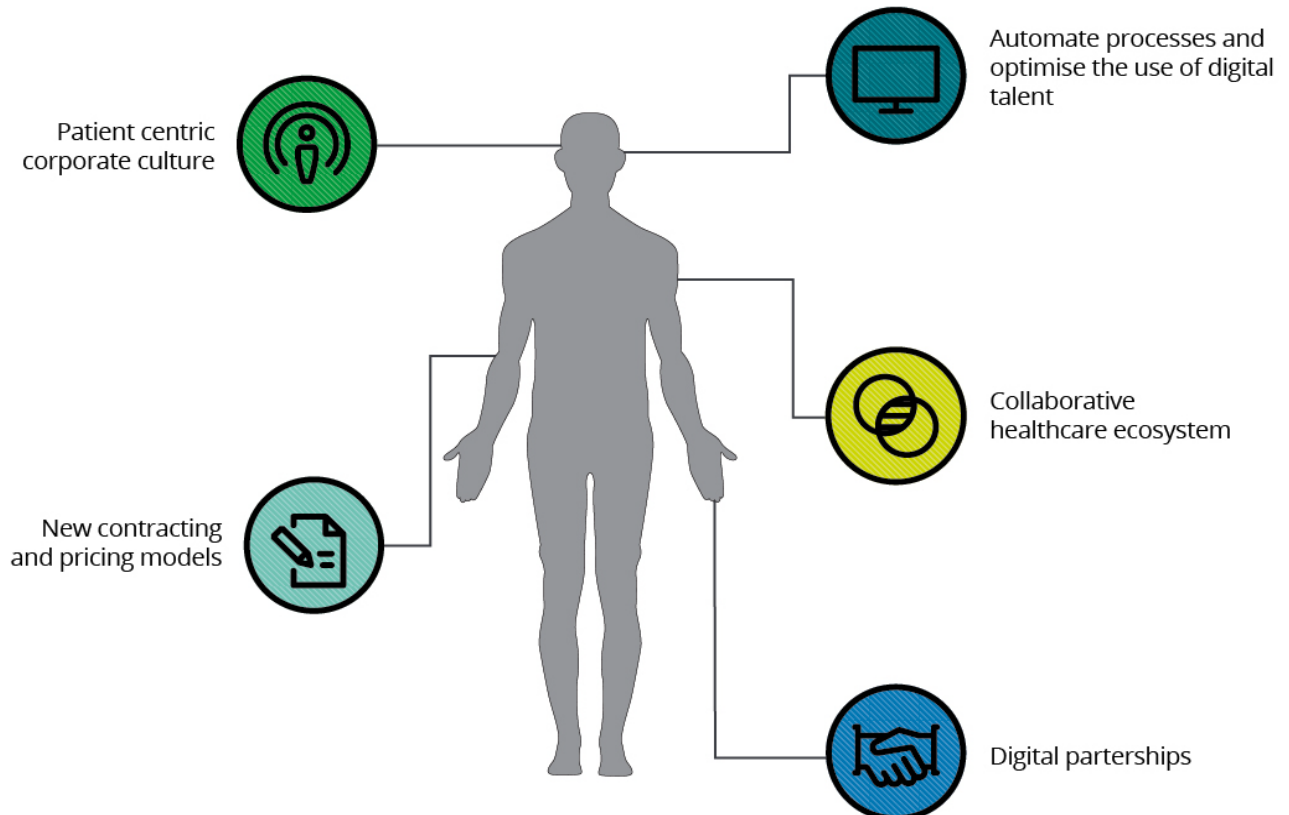 Patient centric
corporate culture
Automate processes and
optimise the use of digital
talent
Collaborative
healthcare ecosystem
New contracting
and pricing models
Digital parterships